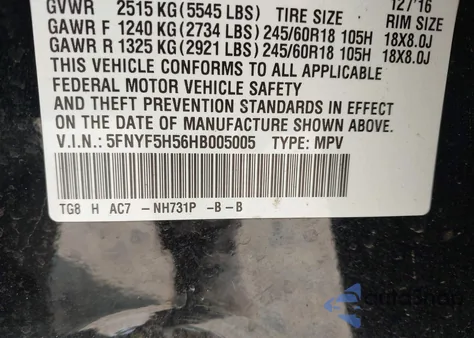 GVWR 2515 KG (5545 LBS) TIRE SIZE RIM SIZE
GAWR F 1240 KG (2734 LBS) 245/60R18 105H 18X8.0J
GAWR R 1325 KG (2921 LBS) 245/60R18 105H 18X8.0J
THIS VEHICLE CONFORMS TO ALL APPLICABLE
FEDERAL MOTOR VEHICLE SAFETY
AND THEFT PREVENTION STANDARDS IN EFFECT
ON THE DATE OF MANUFACTURE SHOWN ABOVE.
V.I.N.: 5FNYF5H56HB005005 TYPE: MPV
TG8 H AC7 -NH731P -B-B